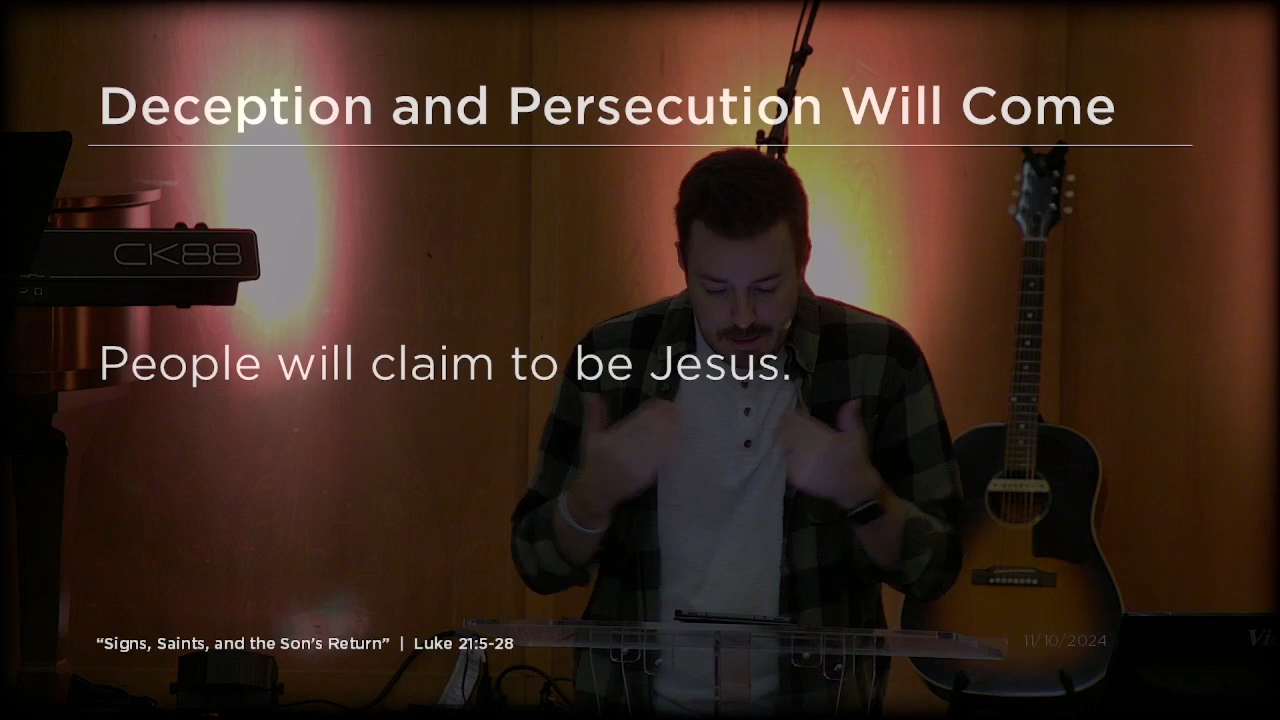 Deception and Persecution Will Come
CK88
People will claim to be Jesus.
“Signs, Saints, and the Son’s Return” | Luke 21:5-28
11/10/2024